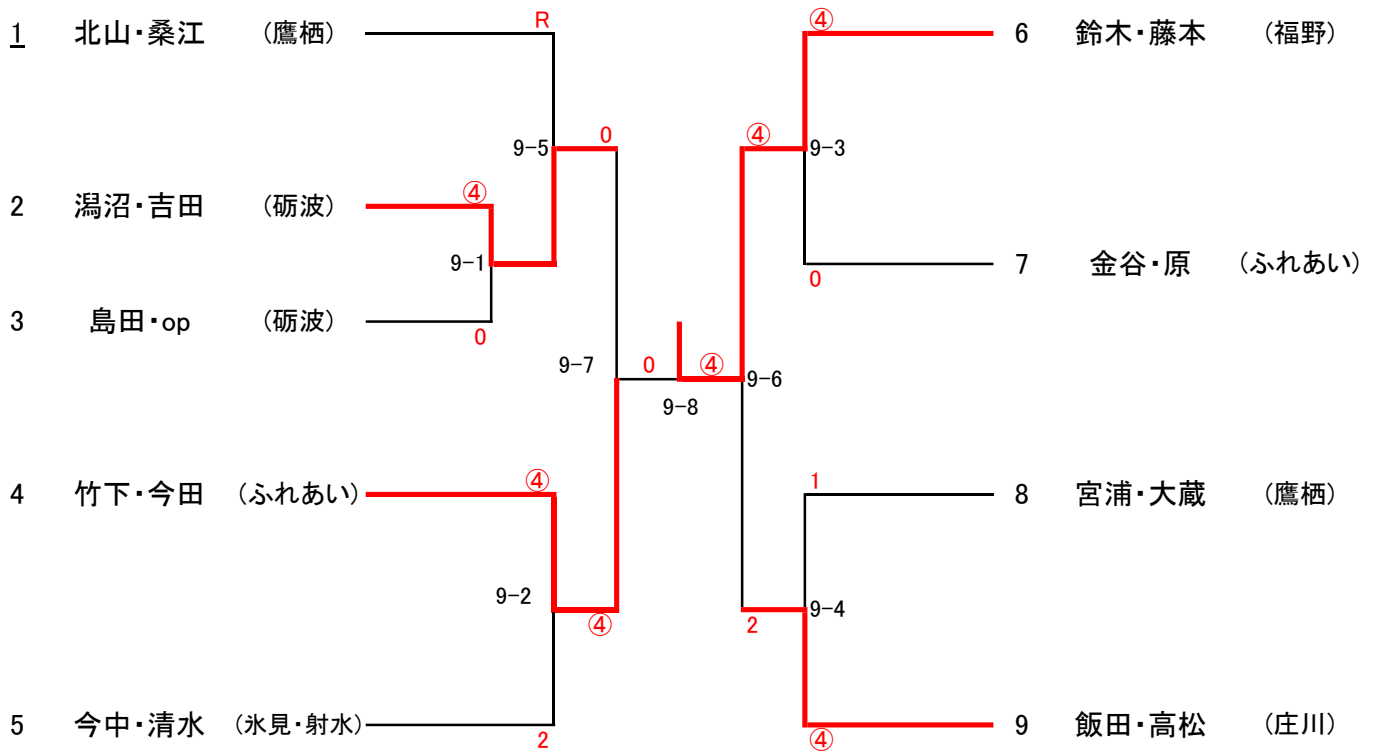 R
④
1 北山・桑江 (鷹栖)
6 鈴木・藤本 (福野)
0
④
9-5
9-3
④
2 潟沼・吉田 (砺波)
9-1
7 金谷・原 (ふれあい)
0
3 島田・op (砺波)
0
9-7 0 ④ 9-6
9-8
④
1
4 竹下・今田 (ふれあい)
8 宮浦・大蔵 (鷹栖)
9-2
9-4
④
2
5 今中・清水 (氷見・射水)
9 飯田・高松 (庄川)
2
④